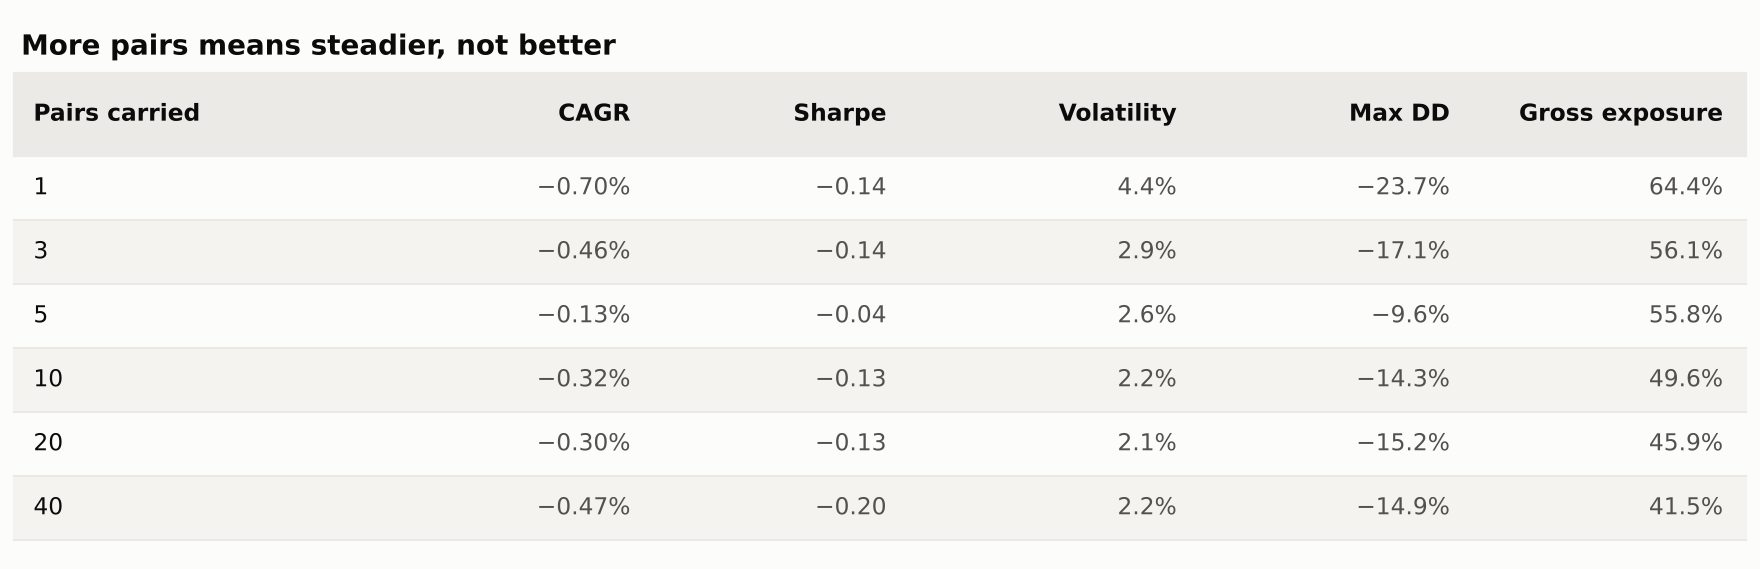 More pairs means steadier, not better
Pairs carried CAGR Sharpe Volatility Max DD Gross exposure
1 −0.70% −0.14 4.4% −23.7% 64.4%
3 −0.46% −0.14 2.9% −17.1% 56.1%
5 −0.13% −0.04 2.6% −9.6% 55.8%
10 −0.32% −0.13 2.2% −14.3% 49.6%
20 −0.30% −0.13 2.1% −15.2% 45.9%
40 −0.47% −0.20 2.2% −14.9% 41.5%